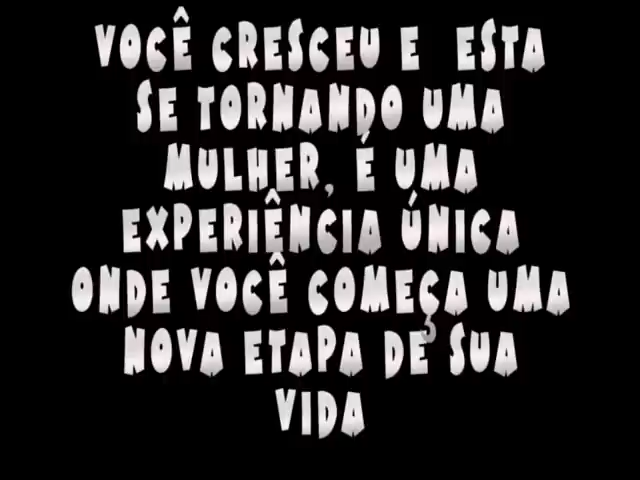 VOCÊ CRESCEU E ESTA
SE TORNANDO UMA
MULHER, É UMA
EXPERIÊNCIA ÚNICA
ONDE VOCÊ COMEÇA UMA
NOVA ETAPA DE SUA
VIDA